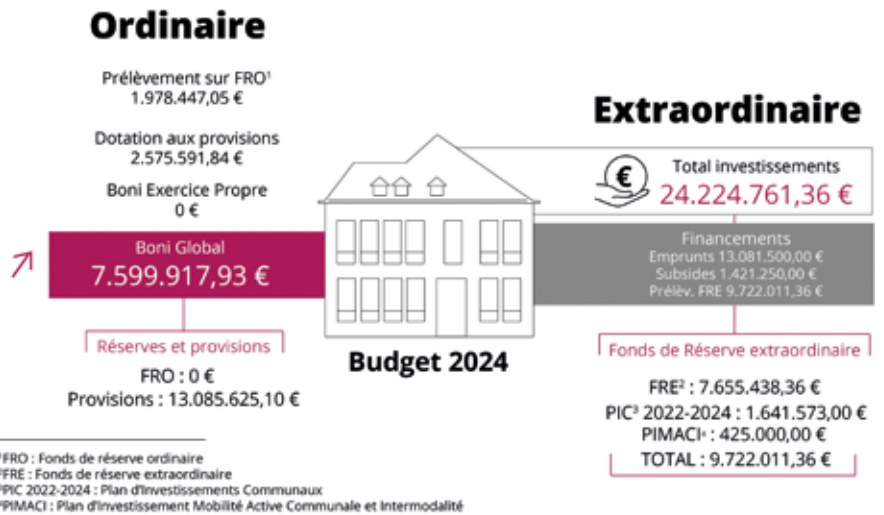 Ordinaire
Prélèvement sur FRO¹
1.978.447,05 €
Dotation aux provisions
2.575.591,84 €
Boni Exercice Propre
0 €
Boni Global
7.599.917,93 €
Réserves et provisions
FRO : 0 €
Provisions : 13.085.625,10 €
Budget 2024
Extraordinaire
€
Total investissements
24.224.761,36 €
Financements
Emprunts 13.081.500,00 €
Subsides 1.421.250,00 €
Prélèv. FRE 9.722.011,36 €
Fonds de Réserve extraordinaire
FRE² : 7.655.438,36 €
PIC³ 2022-2024 : 1.641.573,00 €
PIMACI⁴ : 425.000,00 €
TOTAL : 9.722.011,36 €
¹FRO : Fonds de réserve ordinaire
²FRE : Fonds de réserve extraordinaire
³PIC 2022-2024 : Plan d'Investissements Communaux
⁴PIMACI : Plan d'Investissement Mobilité Active Communale et Intermodalité